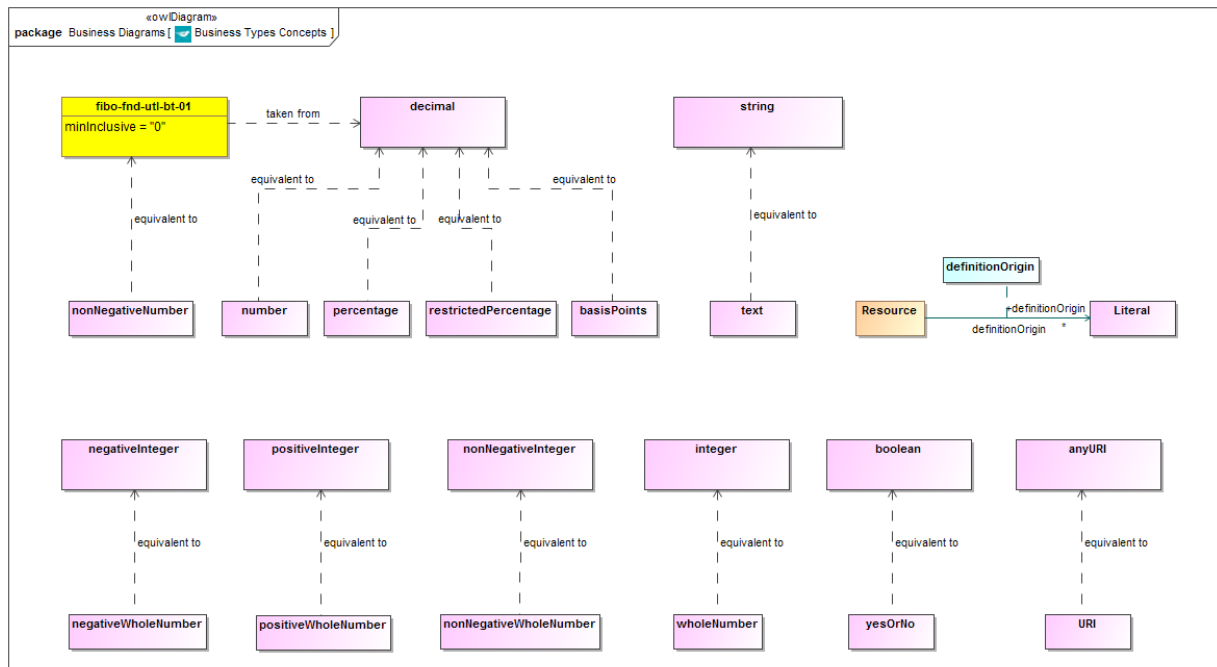 «owlDiagram»
package Business Diagrams [ Business Types Concepts ]
fibo-fnd-utl-bt-01
minInclusive = "0"
taken from
decimal
string
equivalent to
equivalent to
equivalent to
equivalent to
equivalent to
equivalent to
nonNegativeNumber
number
percentage
restrictedPercentage
basisPoints
text
definitionOrigin
Resource
+definitionOrigin
definitionOrigin
*
Literal
negativeInteger
positiveInteger
nonNegativeInteger
integer
boolean
anyURI
equivalent to
equivalent to
equivalent to
equivalent to
equivalent to
equivalent to
negativeWholeNumber
positiveWholeNumber
nonNegativeWholeNumber
wholeNumber
yesOrNo
URI